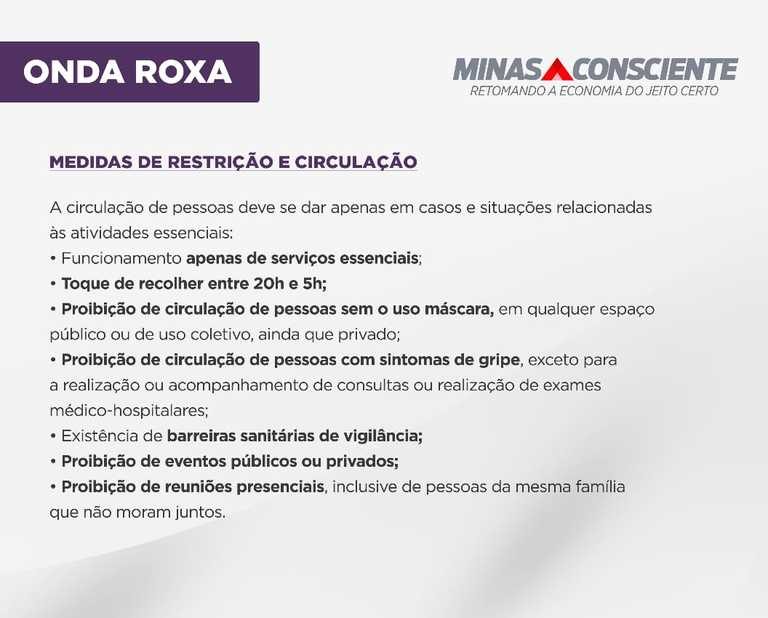 ONDA ROXA
MINAS CONSCIENTE
RETOMANDO A ECONOMIA DO JEITO CERTO
MEDIDAS DE RESTRIÇÃO E CIRCULAÇÃO
A circulação de pessoas deve se dar apenas em casos e situações relacionadas
às atividades essenciais:
• Funcionamento apenas de serviços essenciais;
• Toque de recolher entre 20h e 5h;
• Proibição de circulação de pessoas sem o uso máscara, em qualquer espaço
público ou de uso coletivo, ainda que privado;
• Proibição de circulação de pessoas com sintomas de gripe, exceto para
a realização ou acompanhamento de consultas ou realização de exames
médico-hospitalares;
• Existência de barreiras sanitárias de vigilância;
• Proibição de eventos públicos ou privados;
• Proibição de reuniões presenciais, inclusive de pessoas da mesma família
que não moram juntos.